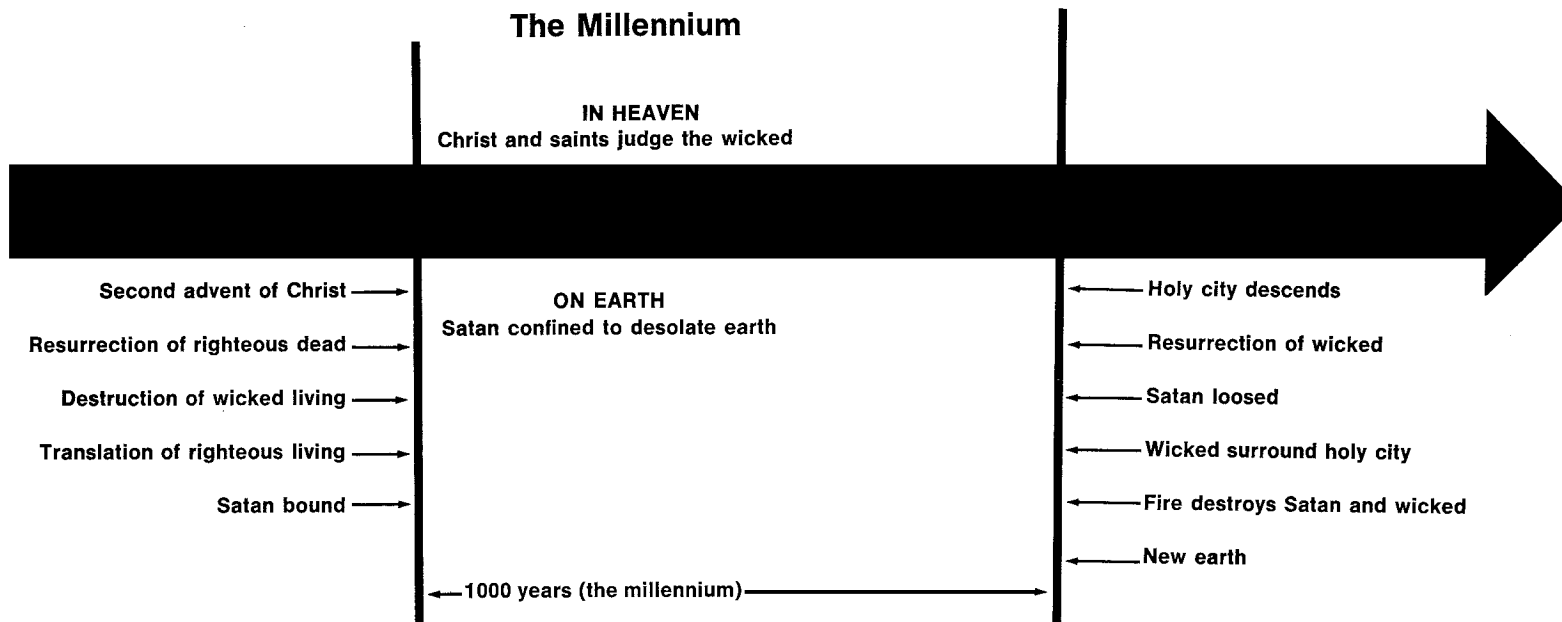 The Millennium
IN HEAVEN
Christ and saints judge the wicked
Second advent of Christ
Resurrection of righteous dead
Destruction of wicked living
Translation of righteous living
Satan bound
ON EARTH
Satan confined to desolate earth
1000 years (the millennium)
Holy city descends
Resurrection of wicked
Satan loosed
Wicked surround holy city
Fire destroys Satan and wicked
New earth